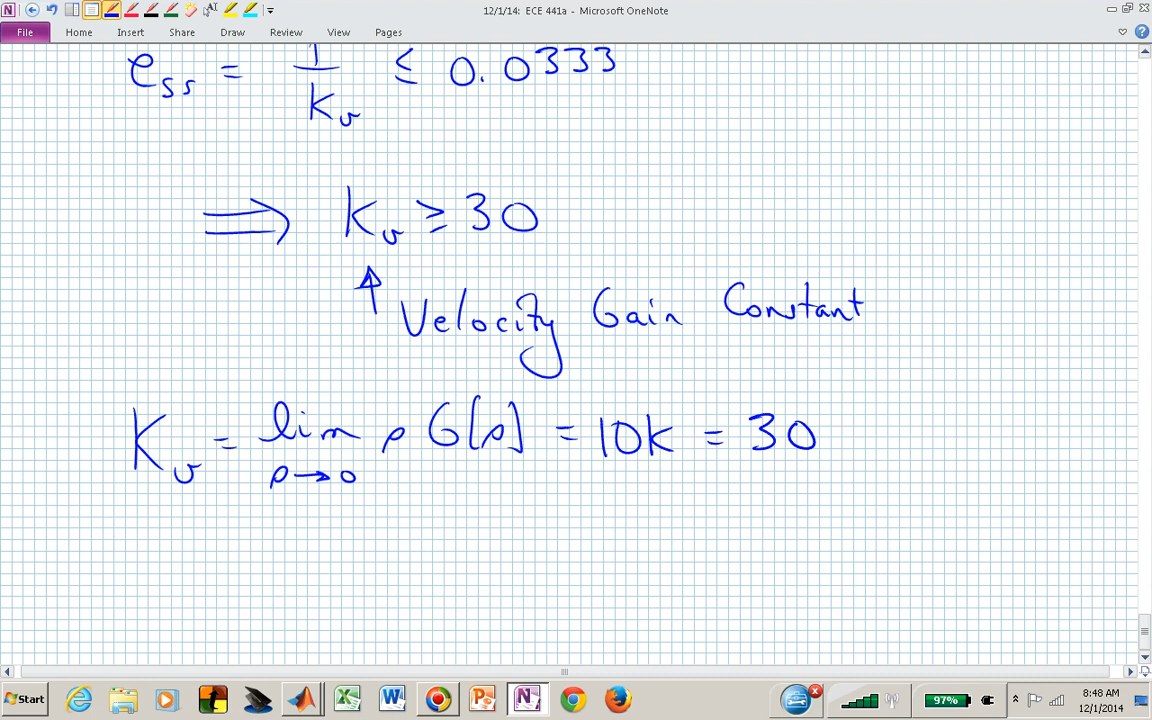 12/1/14: ECE 441a - Microsoft OneNote
File Home Insert Share Draw Review View Pages
e_ss = 1/K_v ≤ 0.0333
⟹ K_v ≥ 30
↑ Velocity Gain Constant
K_v = lim s→0 s G[s] = 10K = 30
Start 97% 8:48 AM
12/1/2014